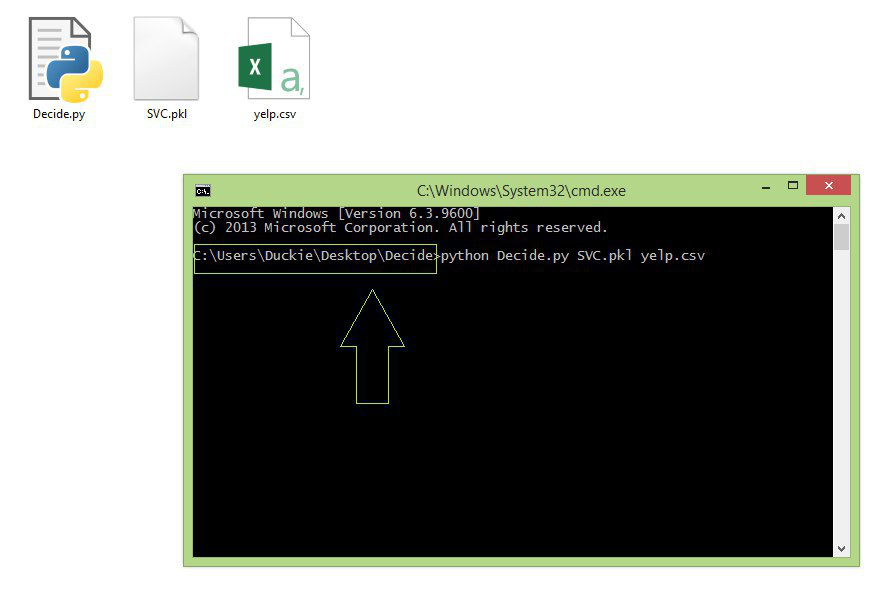 Decide.py
SVC.pkl
X
a,
yelp.csv
C:\Windows\System32\cmd.exe
C:\.
Microsoft Windows [Version 6.3.9600]
(c) 2013 Microsoft Corporation. All rights reserved.
C:\Users\Duckie\Desktop\Decide>python Decide.py SVC.pkl yelp.csv